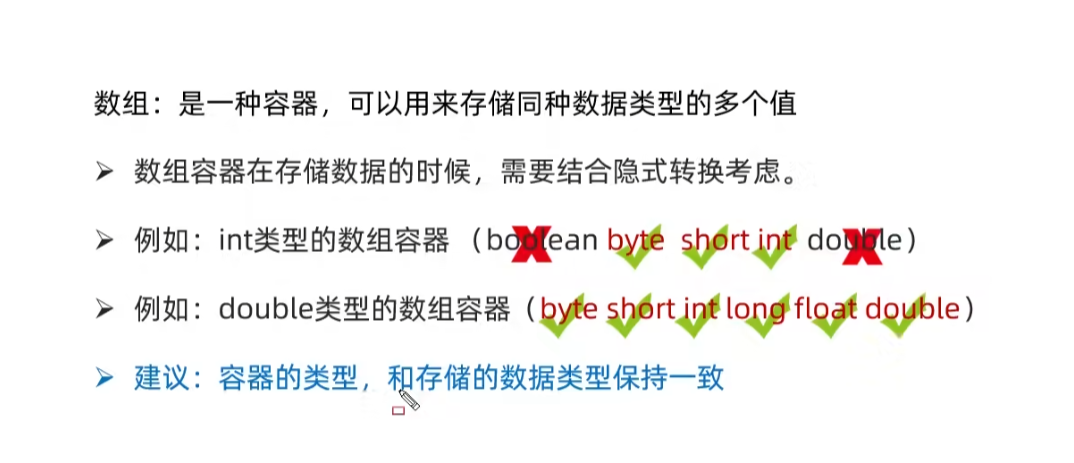 数组：是一种容器，可以用来存储同种数据类型的多个值
数组容器在存储数据的时候，需要结合隐式转换考虑。
例如：int类型的数组容器 （boolean byte short int double）
例如：double类型的数组容器（byte short int long float double）
建议：容器的类型，和存储的数据类型保持一致